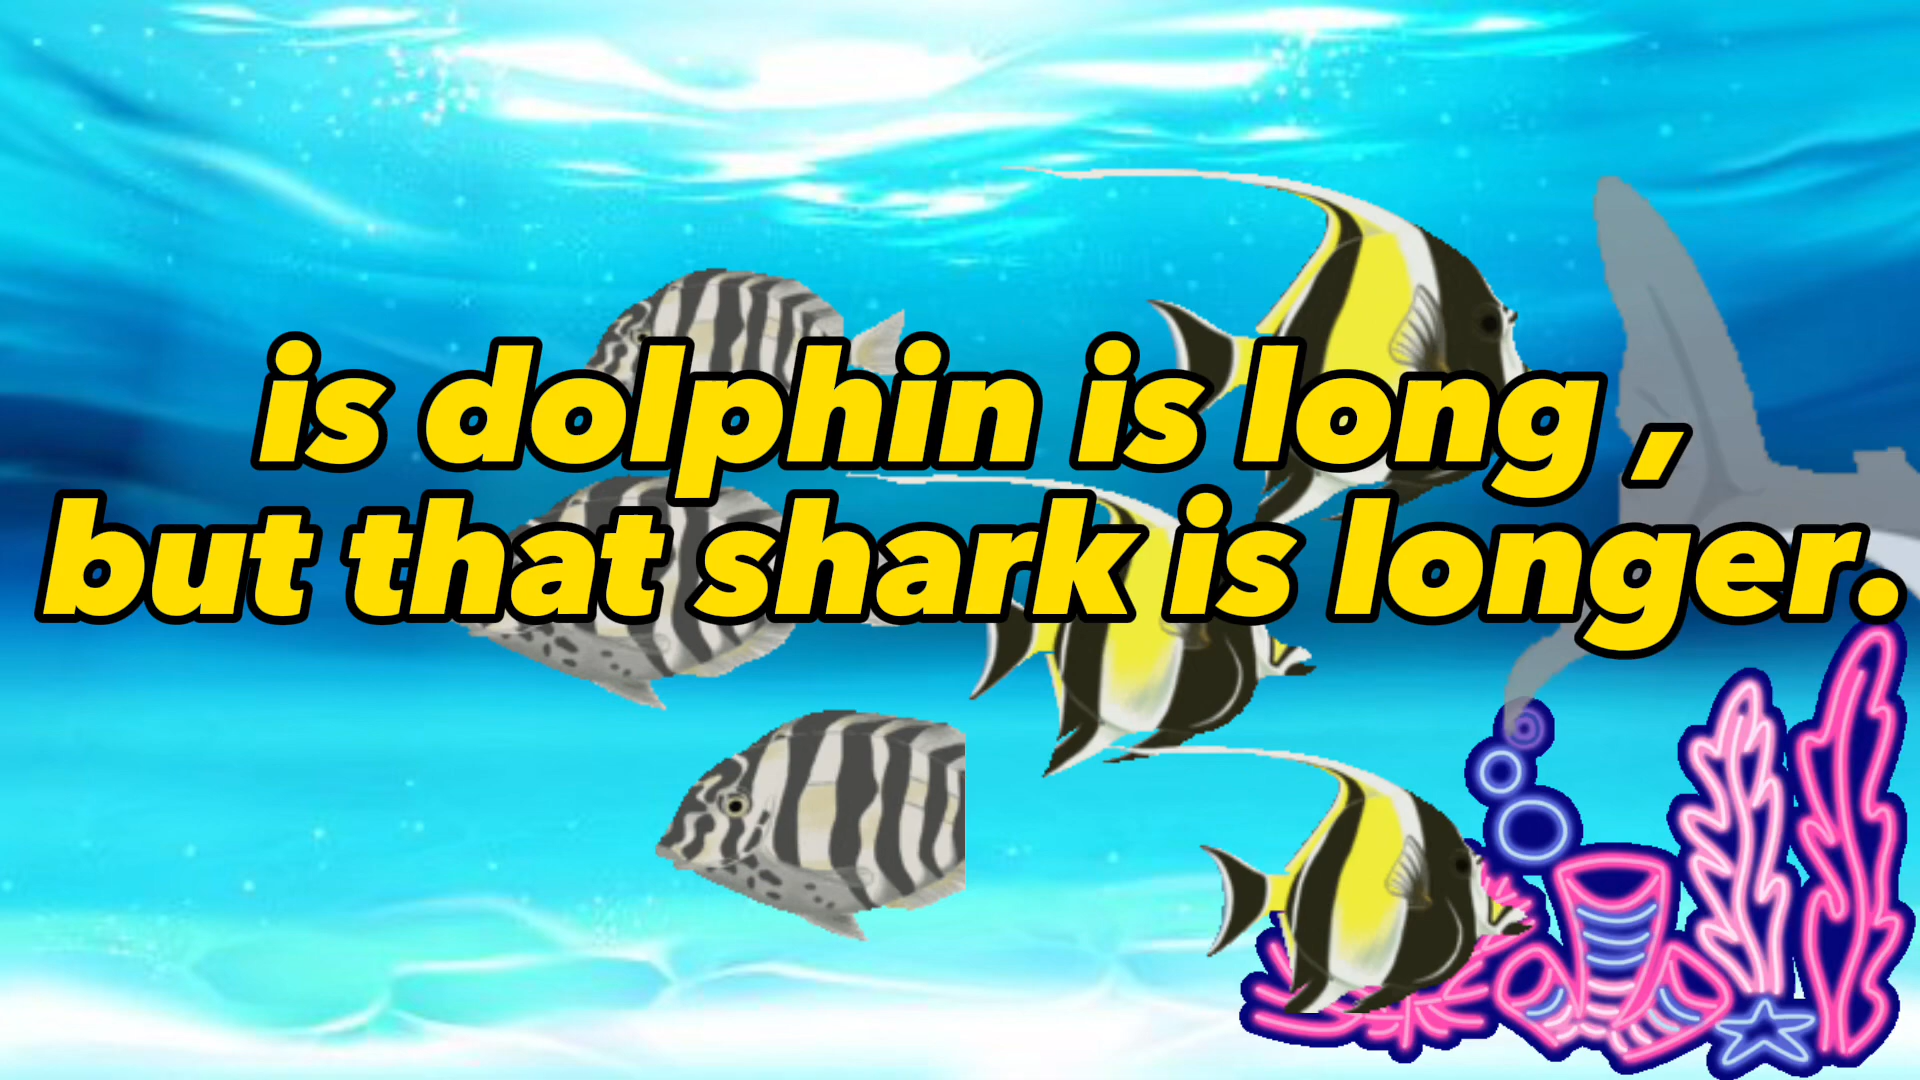 is dolphin is long ,
but that shark is longer.